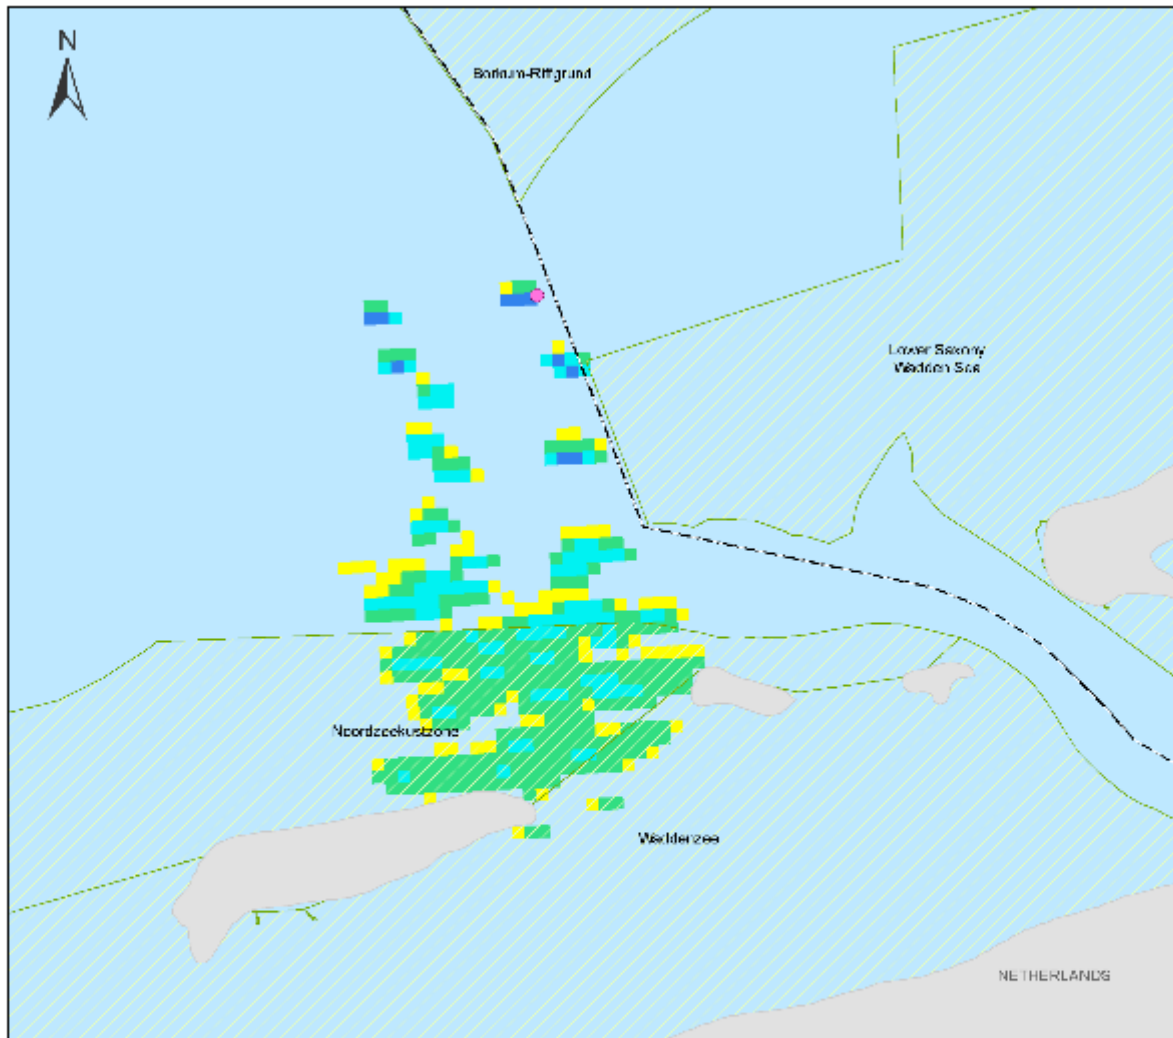 N
Borkum-Riffgrund
Lower Saxony
Wadden Sea
Noordzeekustzone
Waddenzee
NETHERLANDS